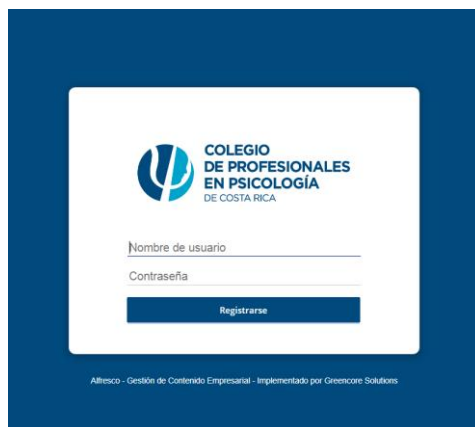 COLEGIO
DE PROFESIONALES
EN PSICOLOGÍA
DE COSTA RICA
Nombre de usuario
Contraseña
Registrarse
Alfresco - Gestión de Contenido Empresarial - Implementado por Greencore Solutions